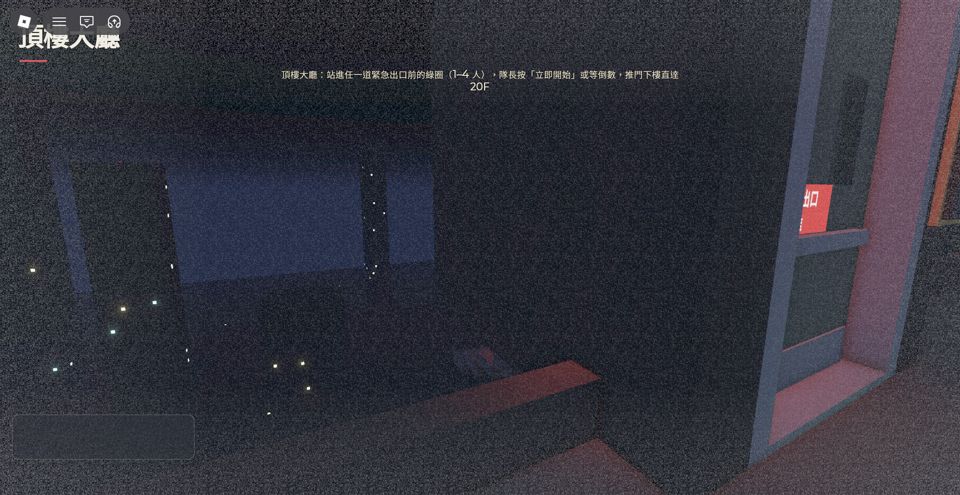 頂樓大廳
頂樓大廳：站進任一道緊急出口前的綠圈（1–4 人），隊長按「立即開始」或等倒數，推門下樓直達
20F
出口